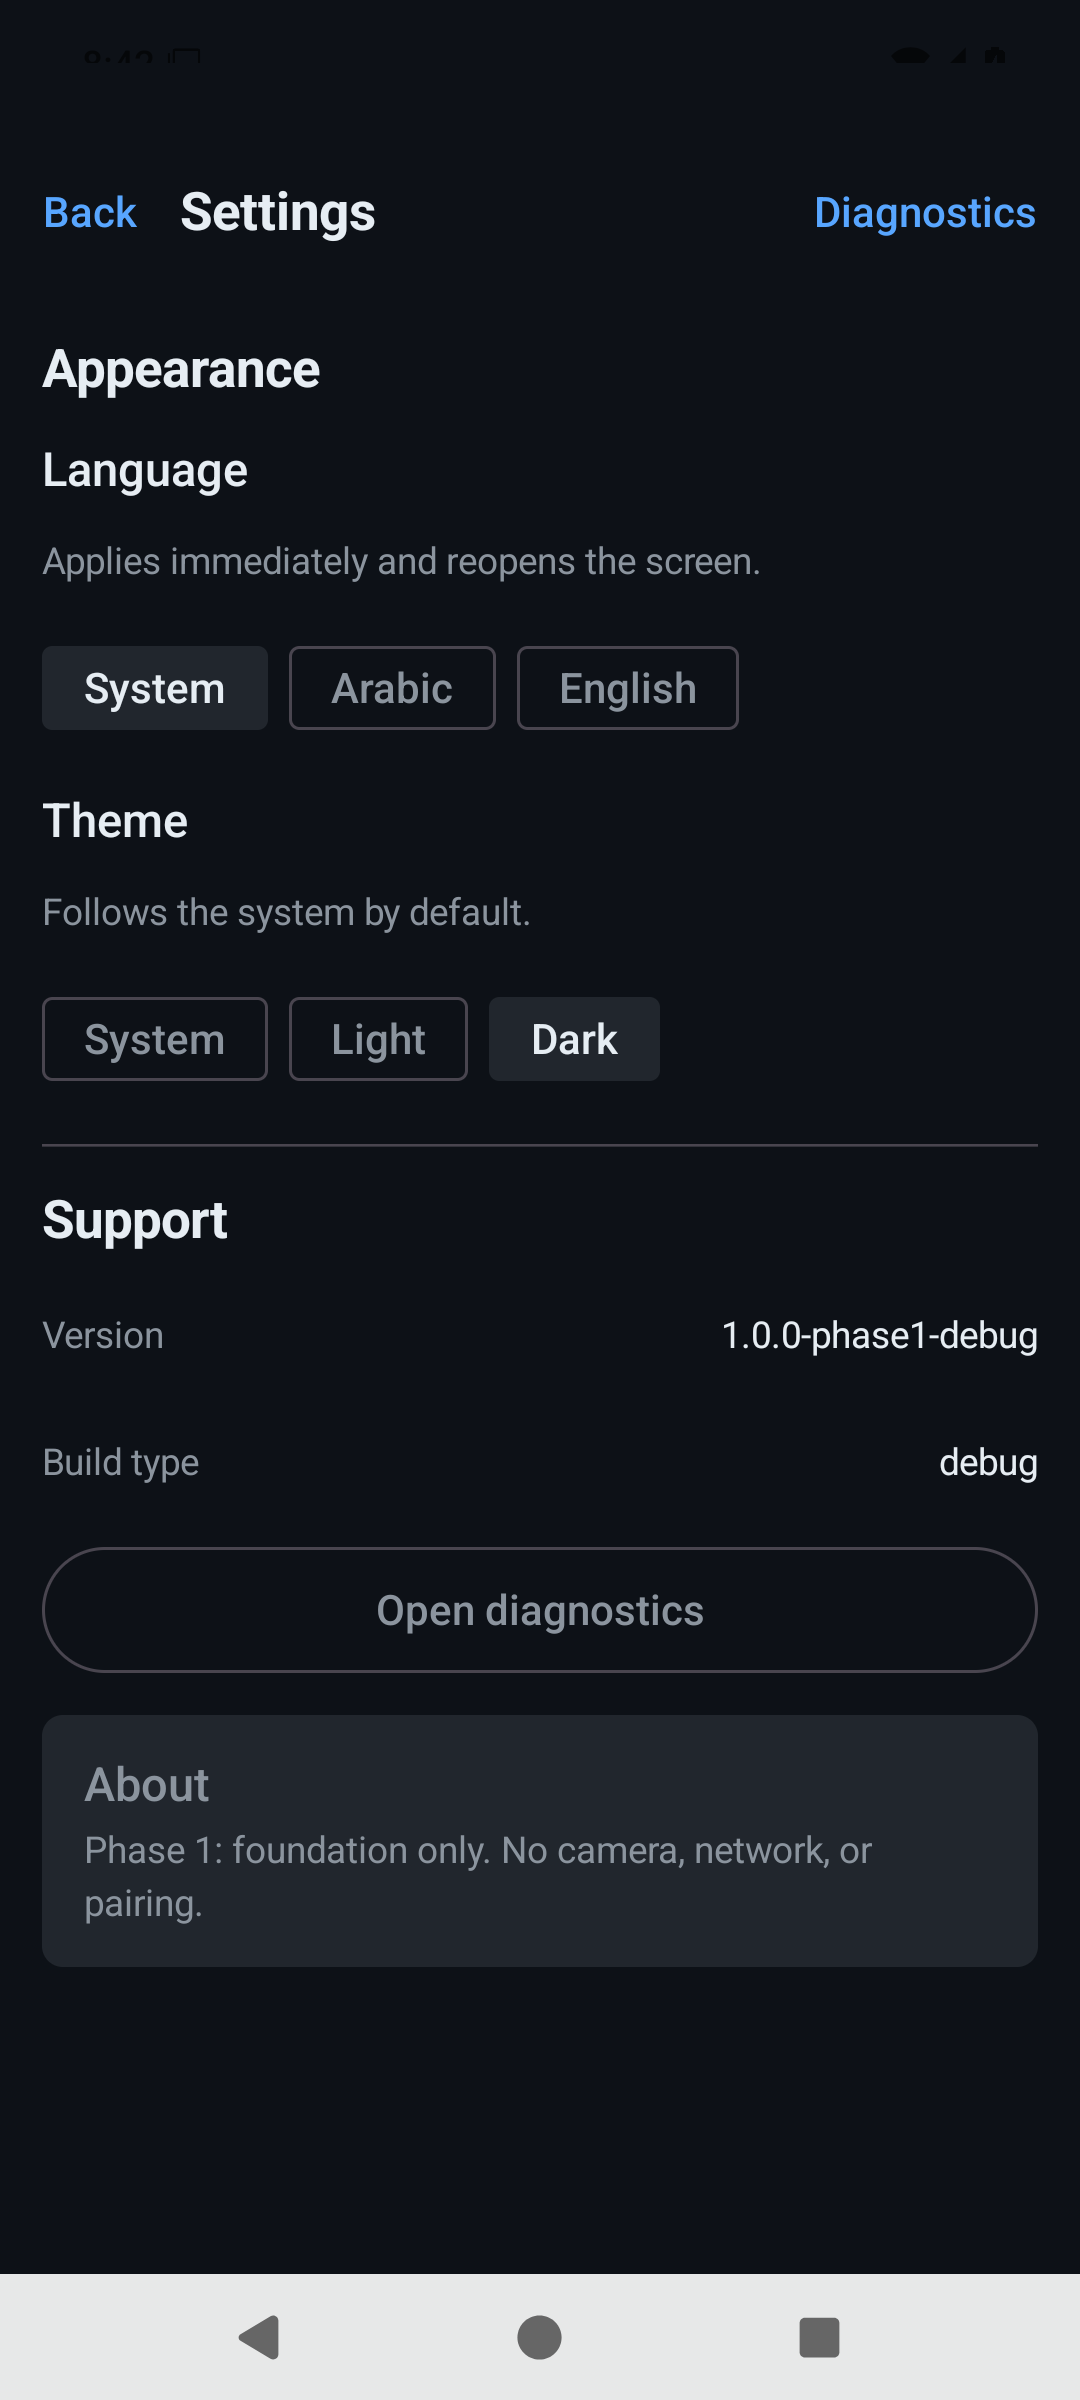 Back Settings Diagnostics
Appearance
Language
Applies immediately and reopens the screen.
System Arabic English
Theme
Follows the system by default.
System Light Dark
Support
Version 1.0.0-phase1-debug
Build type debug
Open diagnostics
About
Phase 1: foundation only. No camera, network, or
pairing.